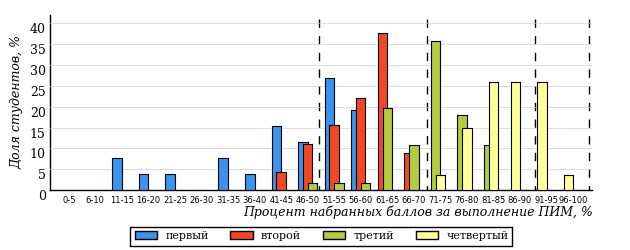 Доля студентов, %
40
35
30
25
20
15
10
5
0
0-5 6-10 11-15 16-20 21-25 26-30 31-35 36-40 41-45 46-50 51-55 56-60 61-65 66-70 71-75 76-80 81-85 86-90 91-95 96-100
Процент набранных баллов за выполнение ПИМ, %
первый второй третий четвертый